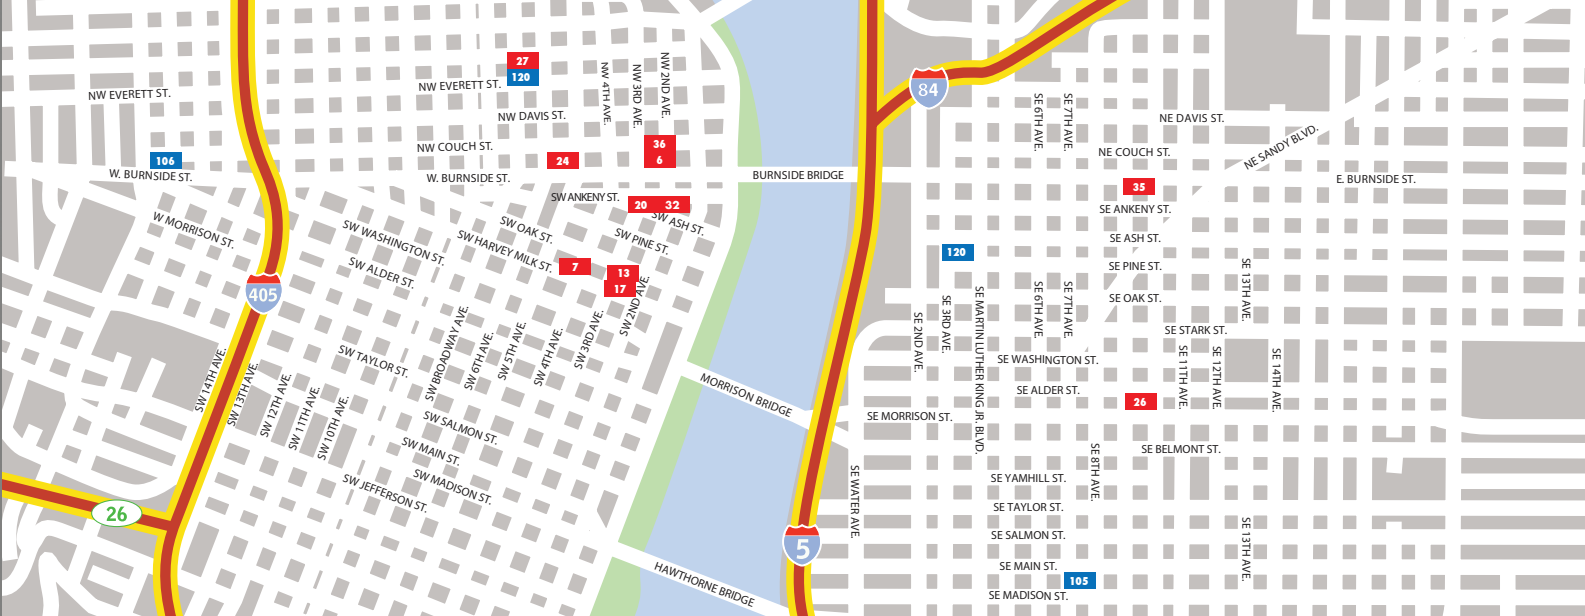 27
120
NW EVERETT ST.
NW EVERETT ST.
NW 4TH AVE.
NW 3RD AVE.
NW 2ND AVE.
84
NW DAVIS ST.
NW COUCH ST.
36
6
24
106
W. BURNSIDE ST.
W. BURNSIDE ST.
BURNSIDE BRIDGE
SE 6TH AVE.
SE 7TH AVE.
NE DAVIS ST.
NE COUCH ST.
NE SANDY BLVD.
E. BURNSIDE ST.
35
SE ANKENY ST.
SW ANKENY ST.
20
32
SW ASH ST.
SW PINE ST.
SW OAK ST.
SW HARVEY MILK ST.
SW WASHINGTON ST.
SW ALDER ST.
W MORRISON ST.
7
13
17
SW 2ND AVE.
405
120
SE ASH ST.
SE PINE ST.
SE OAK ST.
SE 13TH AVE.
SE 2ND AVE.
SE 3RD AVE.
SE MARTIN LUTHER KING JR. BLVD.
SE 6TH AVE.
SE 7TH AVE.
SE STARK ST.
SE WASHINGTON ST.
SE ALDER ST.
SE 11TH AVE.
SE 12TH AVE.
SE 14TH AVE.
26
SW 14TH AVE.
SW 13TH AVE.
SW 12TH AVE.
SW 11TH AVE.
SW 10TH AVE.
SW TAYLOR ST.
SW BROADWAY AVE.
SW 6TH AVE.
SW 5TH AVE.
SW 4TH AVE.
SW 3RD AVE.
MORRISON BRIDGE
SE MORRISON ST.
SW SALMON ST.
SW MAIN ST.
SW MADISON ST.
SW JEFFERSON ST.
SE BELMONT ST.
SE 8TH AVE.
SE WATER AVE.
SE YAMHILL ST.
SE TAYLOR ST.
SE SALMON ST.
SE 13TH AVE.
26
5
SE MAIN ST.
105
SE MADISON ST.
HAWTHORNE BRIDGE